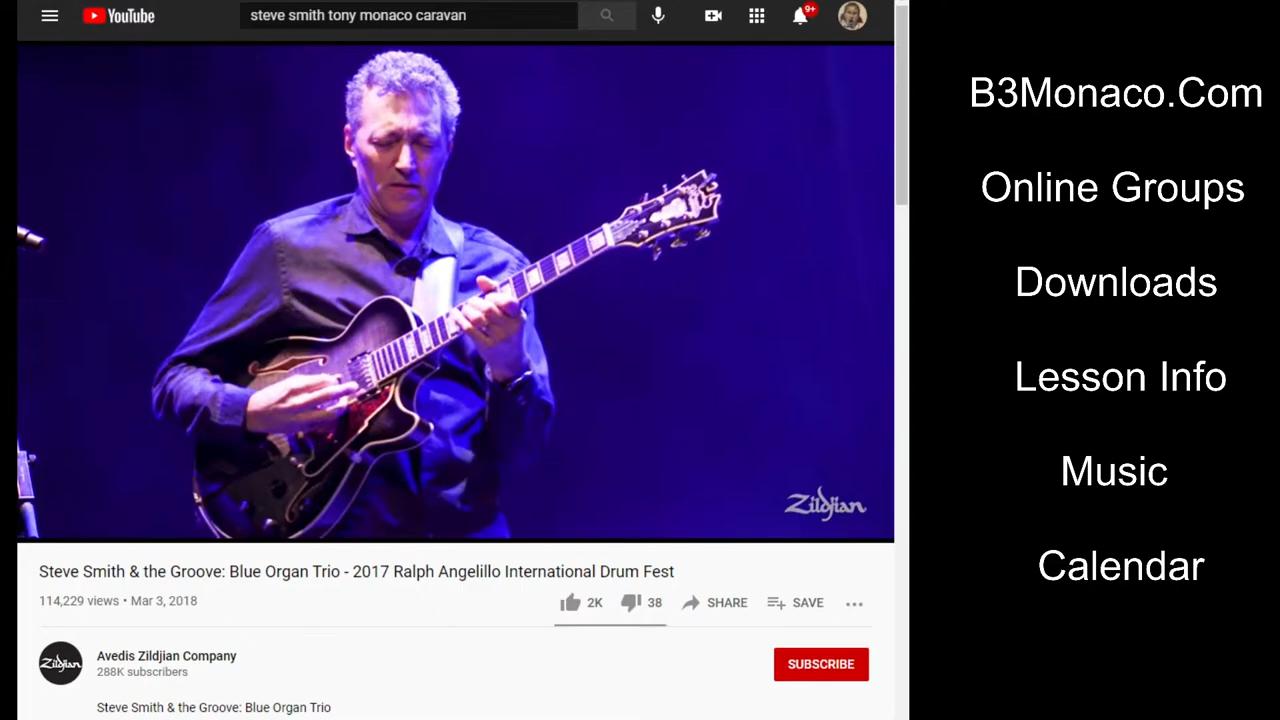 YouTube
steve smith tony monaco caravan
9+
Zildjian
Steve Smith & the Groove: Blue Organ Trio - 2017 Ralph Angelillo International Drum Fest
114,229 views • Mar 3, 2018
2K
38
SHARE
SAVE
Zildjian
Avedis Zildjian Company
288K subscribers
SUBSCRIBE
Steve Smith & the Groove: Blue Organ Trio
B3Monaco.Com
Online Groups
Downloads
Lesson Info
Music
Calendar